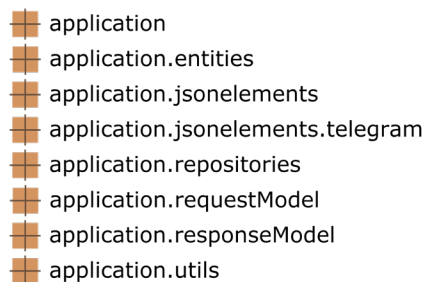 application
application.entities
application.jsonelements
application.jsonelements.telegram
application.repositories
application.requestModel
application.responseModel
application.utils